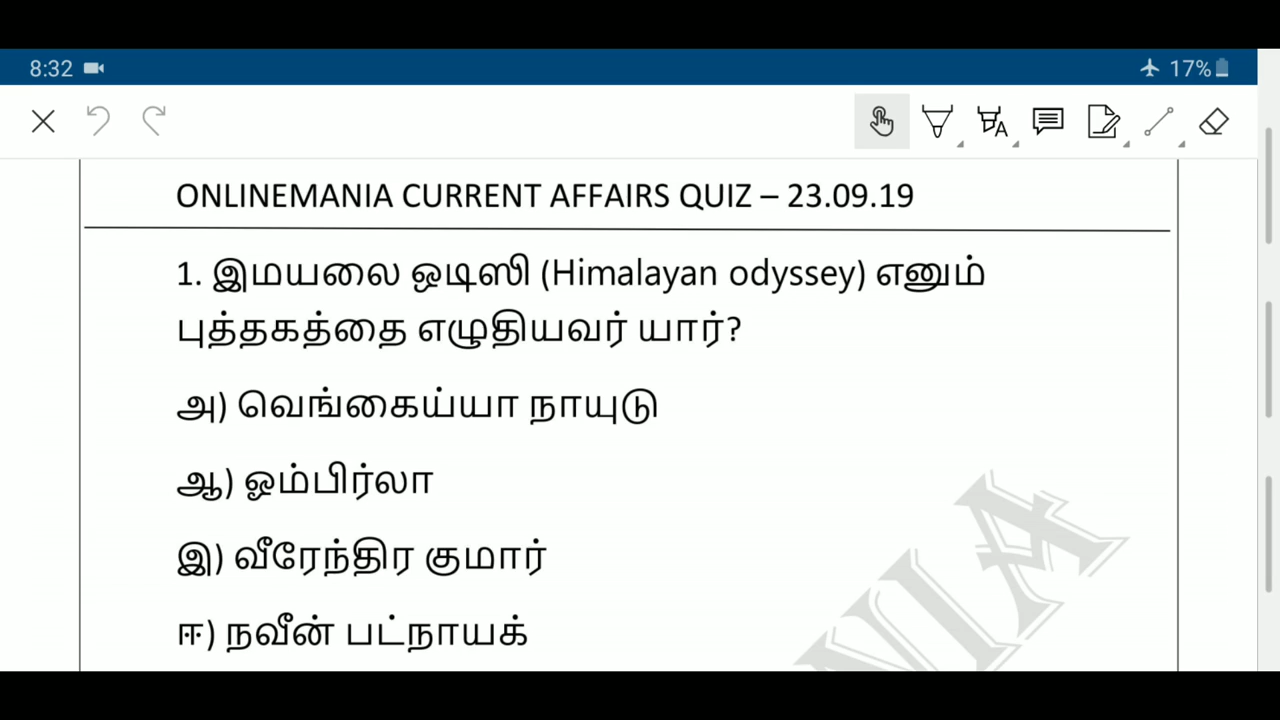 8:32
17%
ONLINEMANIA CURRENT AFFAIRS QUIZ – 23.09.19
1. இமயலை ஒடிஸி (Himalayan odyssey) எனும்
புத்தகத்தை எழுதியவர் யார்?
அ) வெங்கைய்யா நாயுடு
ஆ) ஓம்பிர்லா
இ) வீரேந்திர குமார்
ஈ) நவீன் பட்நாயக்